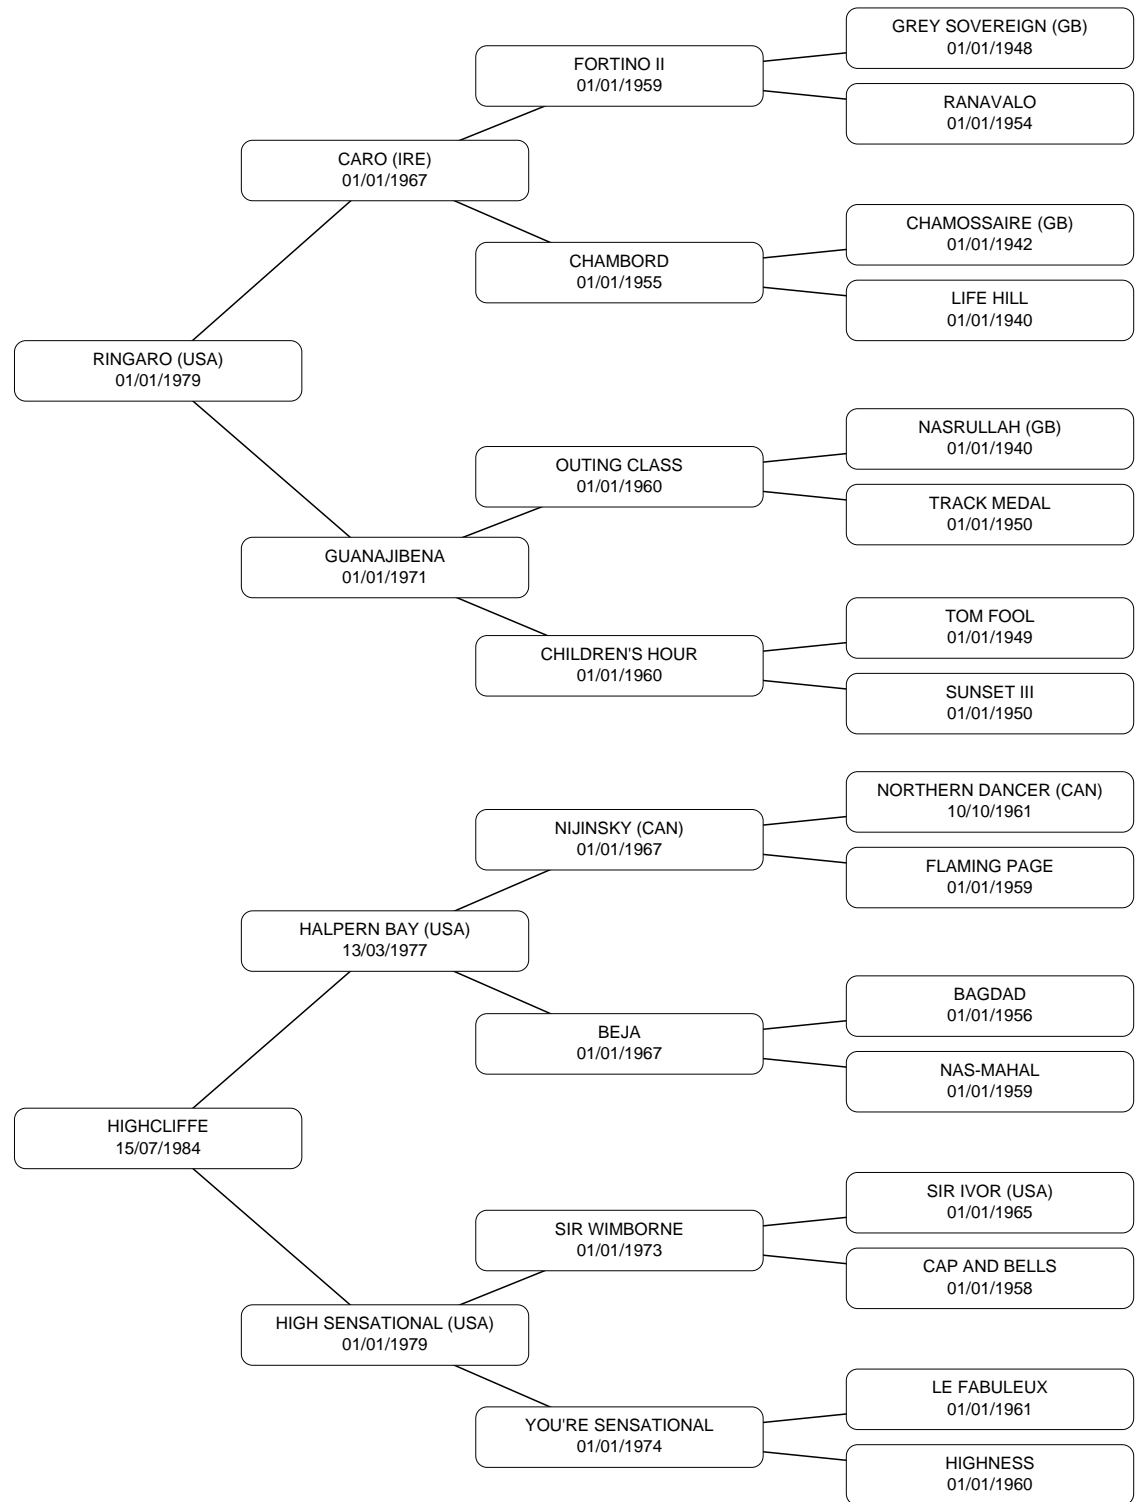 GREY SOVEREIGN (GB)
01/01/1948
FORTINO II
01/01/1959
RANAVALO
01/01/1954
CARO (IRE)
01/01/1967
CHAMOSSAIRE (GB)
01/01/1942
CHAMBORD
01/01/1955
LIFE HILL
01/01/1940
RINGARO (USA)
01/01/1979
NASRULLAH (GB)
01/01/1940
OUTING CLASS
01/01/1960
TRACK MEDAL
01/01/1950
GUANAJIBENA
01/01/1971
TOM FOOL
01/01/1949
CHILDREN'S HOUR
01/01/1960
SUNSET III
01/01/1950
NORTHERN DANCER (CAN)
10/10/1961
NIJINSKY (CAN)
01/01/1967
FLAMING PAGE
01/01/1959
HALPERN BAY (USA)
13/03/1977
BAGDAD
01/01/1956
BEJA
01/01/1967
NAS-MAHAL
01/01/1959
HIGHCLIFFE
15/07/1984
SIR IVOR (USA)
01/01/1965
SIR WIMBORNE
01/01/1973
CAP AND BELLS
01/01/1958
HIGH SENSATIONAL (USA)
01/01/1979
LE FABULEUX
01/01/1961
YOU'RE SENSATIONAL
01/01/1974
HIGHNESS
01/01/1960